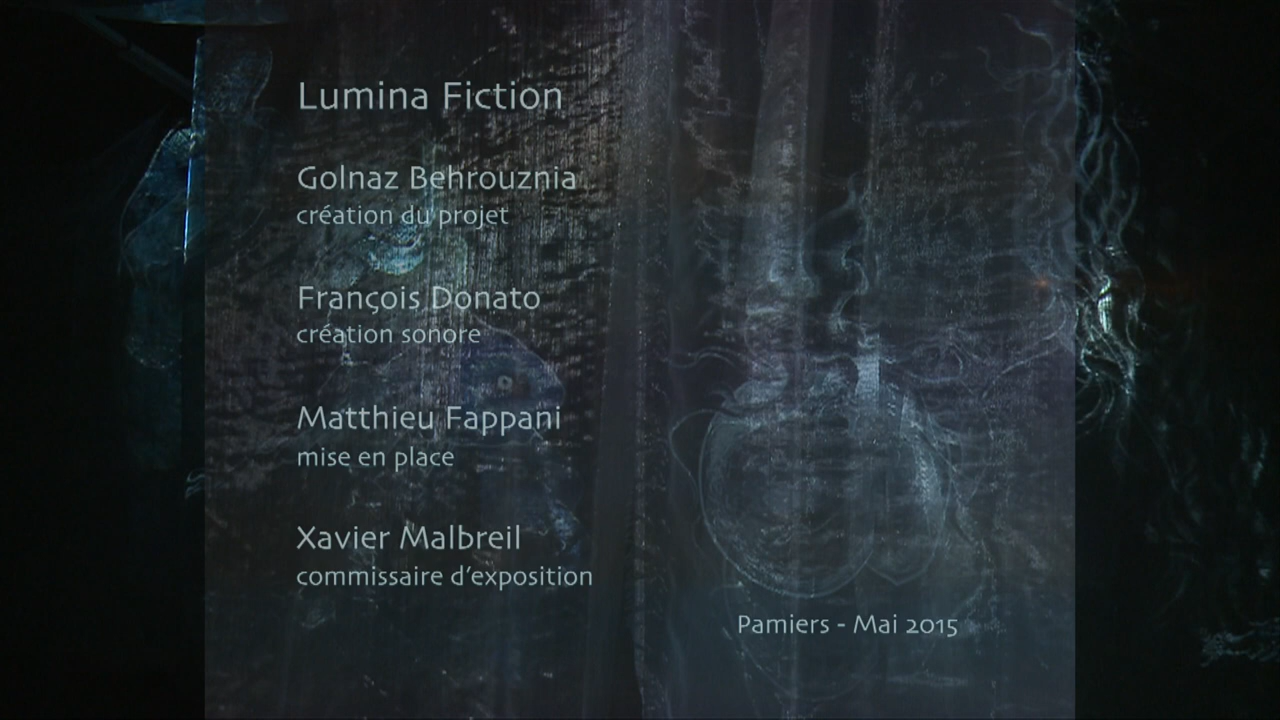 Lumina Fiction
Golnaz Behrouznia
création du projet
François Donato
création sonore
Matthieu Fappani
mise en place
Xavier Malbreil
commissaire d’exposition
Pamiers - Mai 2015